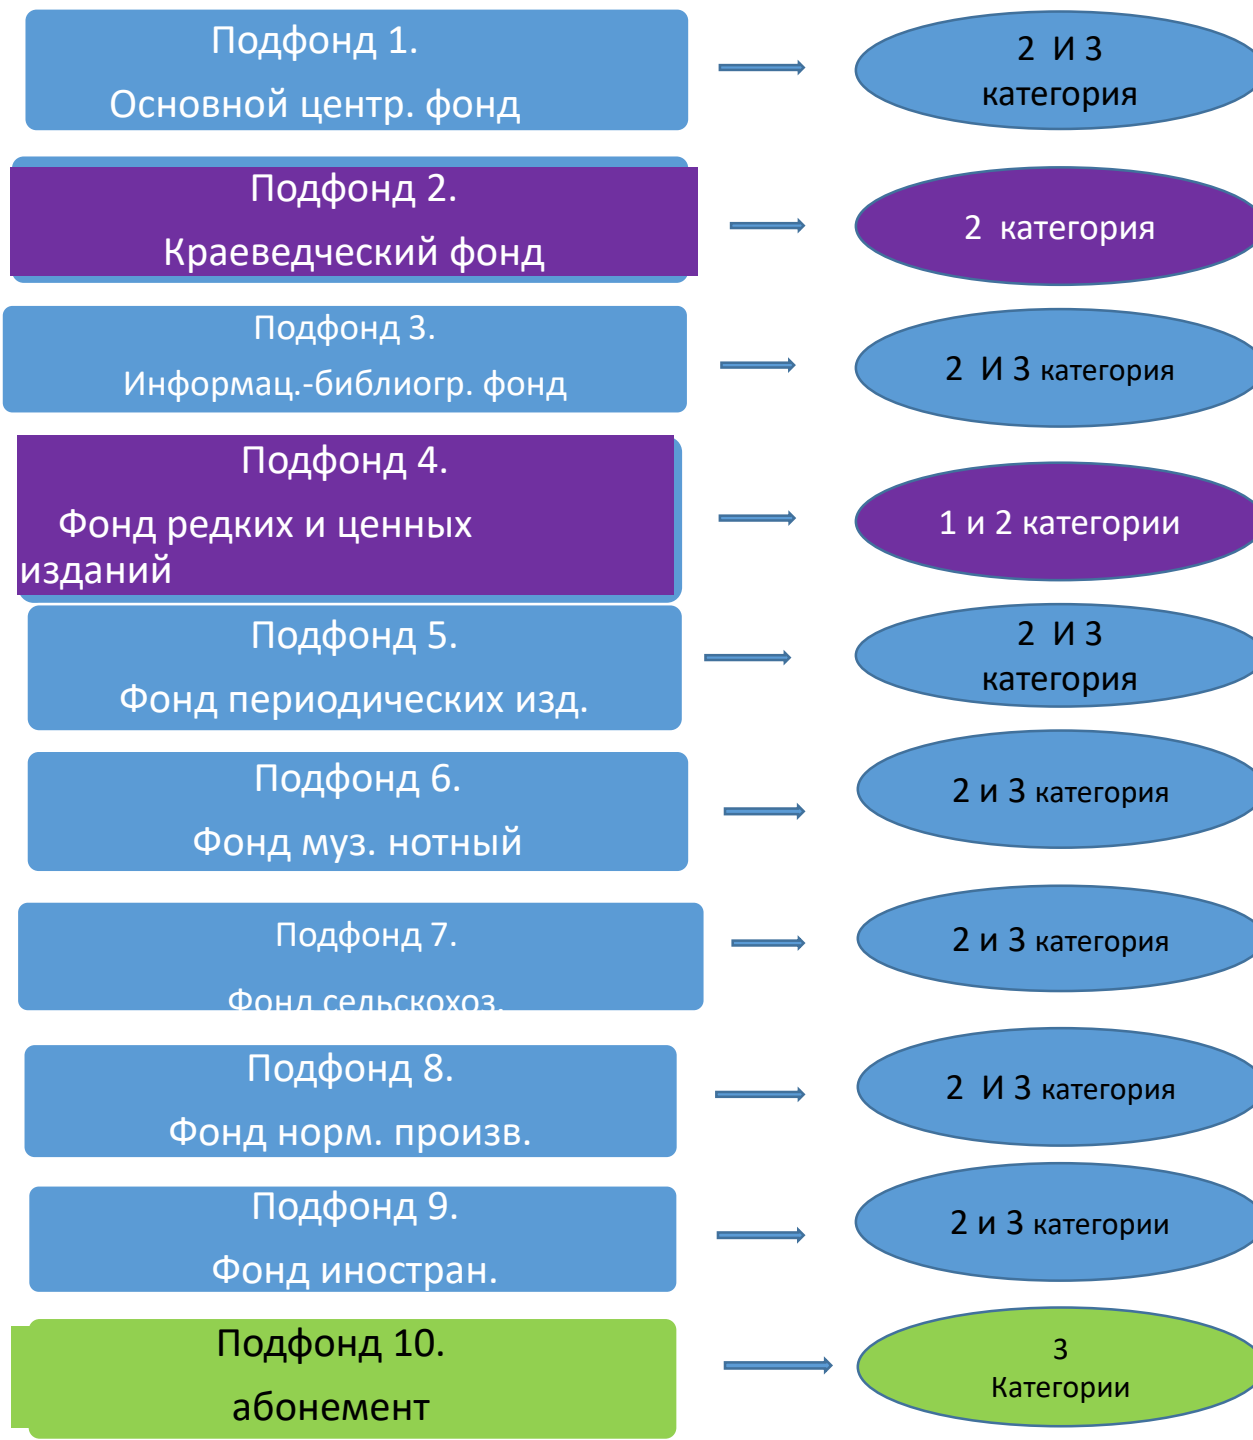 Подфонд 1.
Основной центр. фонд
2 И 3
категория
Подфонд 2.
Краеведческий фонд
2 категория
Подфонд 3.
Информац.-библиогр. фонд
2 И 3 категория
Подфонд 4.
Фонд редких и ценных
изданий
1 и 2 категории
Подфонд 5.
Фонд периодических изд.
2 И 3
категория
Подфонд 6.
Фонд муз. нотный
2 и 3 категория
Подфонд 7.
Фонд сельскохоз.
2 и 3 категория
Подфонд 8.
Фонд норм. произв.
2 И 3 категория
Подфонд 9.
Фонд иностран.
2 и 3 категории
Подфонд 10.
абонемент
3
Категории